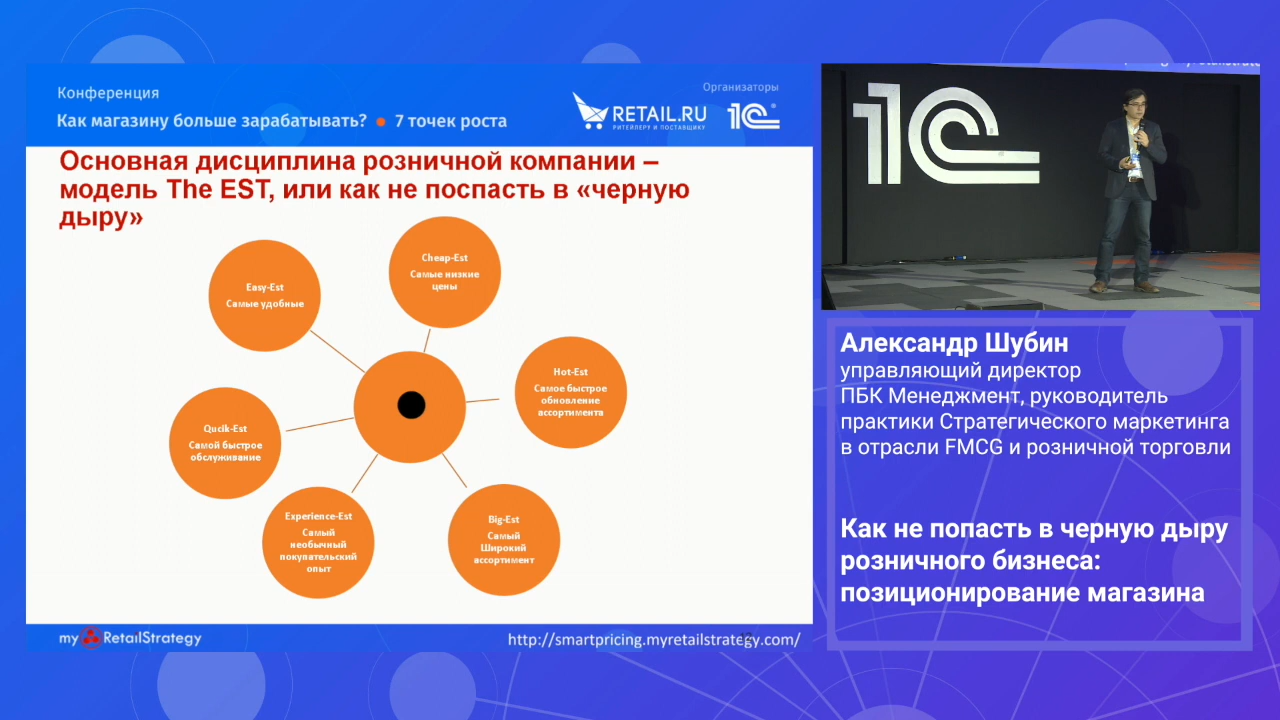 Конференция
Как магазину больше зарабатывать? • 7 точек роста
Организаторы
RETAIL.RU
РИТЕЙЛЕРУ И ПОСТАВЩИКУ
1С
Основная дисциплина розничной компании –
модель The EST, или как не поспасть в «черную
дыру»
Cheap-Est
Самые низкие
цены
Easy-Est
Самые удобные
Hot-Est
Самое быстрое
обновление
ассортимента
Qucik-Est
Самой быстрое
обслуживание
Experience-Est
Самый
необычный
покупательский
опыт
Big-Est
Самый
Широкий
ассортимент
my RetailStrategy
http://smartpricing.myretailstrategy.com/
1С
Александр Шубин
управляющий директор
ПБК Менеджмент, руководитель
практики Стратегического маркетинга
в отрасли FMCG и розничной торговли
Как не попасть в черную дыру
розничного бизнеса:
позиционирование магазина